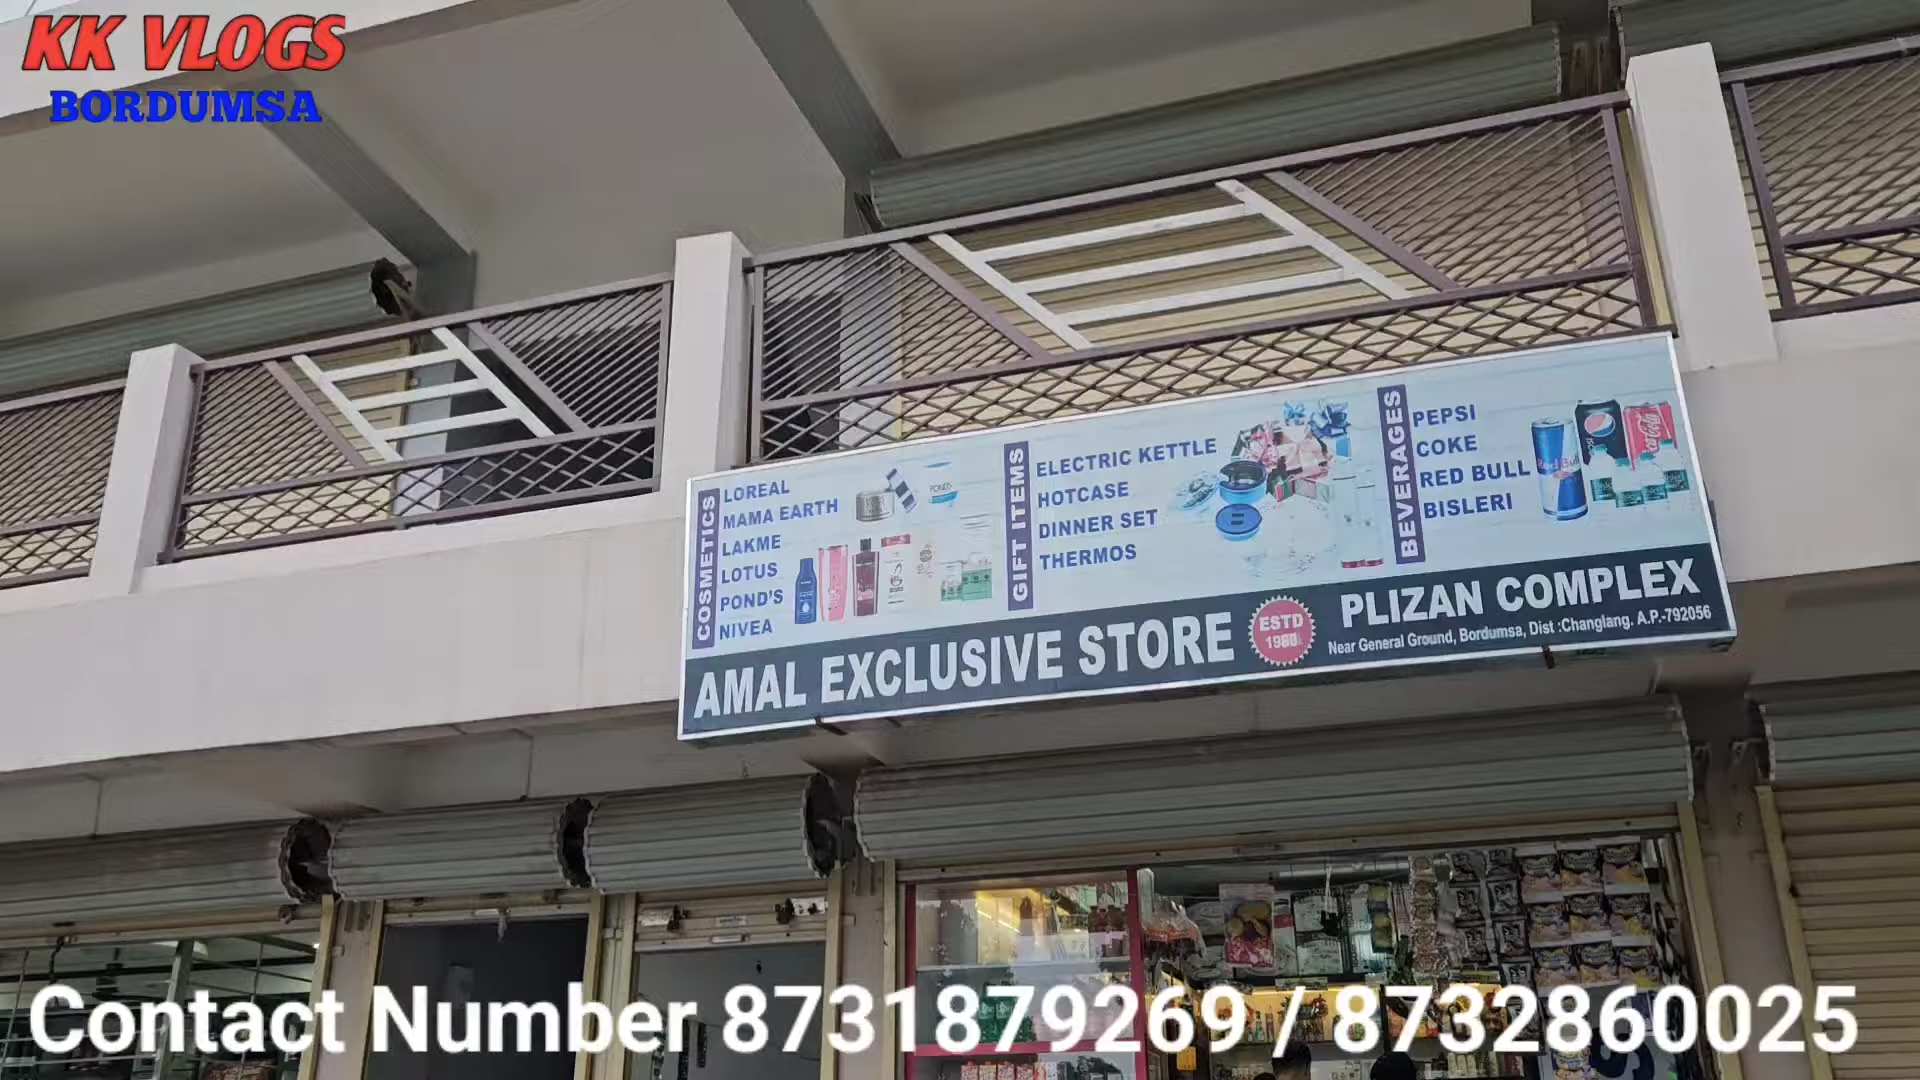 KK VLOGS
BORDUMSA
COSMETICS
LOREAL
MAMA EARTH
LAKME
LOTUS
POND'S
NIVEA
GIFT ITEMS
ELECTRIC KETTLE
HOTCASE
DINNER SET
THERMOS
BEVERAGES
PEPSI
COKE
RED BULL
BISLERI
AMAL EXCLUSIVE STORE
ESTD
1980
PLIZAN COMPLEX
Near General Ground, Bordumsa, Dist :Changlang. A.P.-792056
Contact Number 8731879269 / 8732860025